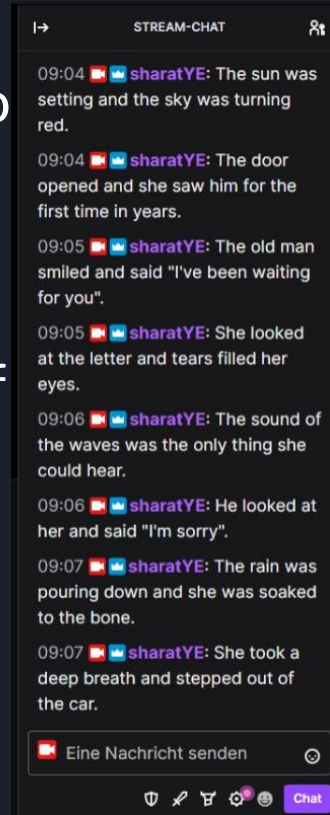 STREAM-CHAT
09:04 sharatYE: The sun was
setting and the sky was turning
red.
09:04 sharatYE: The door
opened and she saw him for the
first time in years.
09:05 sharatYE: The old man
smiled and said "I've been waiting
for you".
09:05 sharatYE: She looked
at the letter and tears filled her
eyes.
09:06 sharatYE: The sound of
the waves was the only thing she
could hear.
09:06 sharatYE: He looked at
her and said "I'm sorry".
09:07 sharatYE: The rain was
pouring down and she was soaked
to the bone.
09:07 sharatYE: She took a
deep breath and stepped out of
the car.
Eine Nachricht senden
Chat